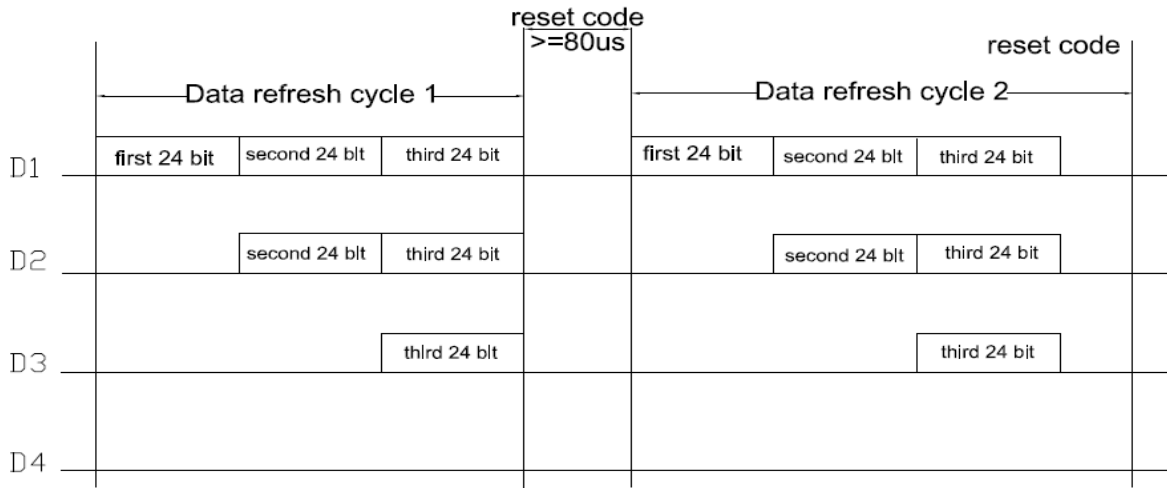 reset code
>=80us
reset code
Data refresh cycle 1
Data refresh cycle 2
D1
first 24 bit
second 24 blt
third 24 bit
first 24 bit
second 24 blt
third 24 bit
D2
second 24 blt
third 24 bit
second 24 blt
third 24 bit
D3
thlrd 24 blt
third 24 bit
D4